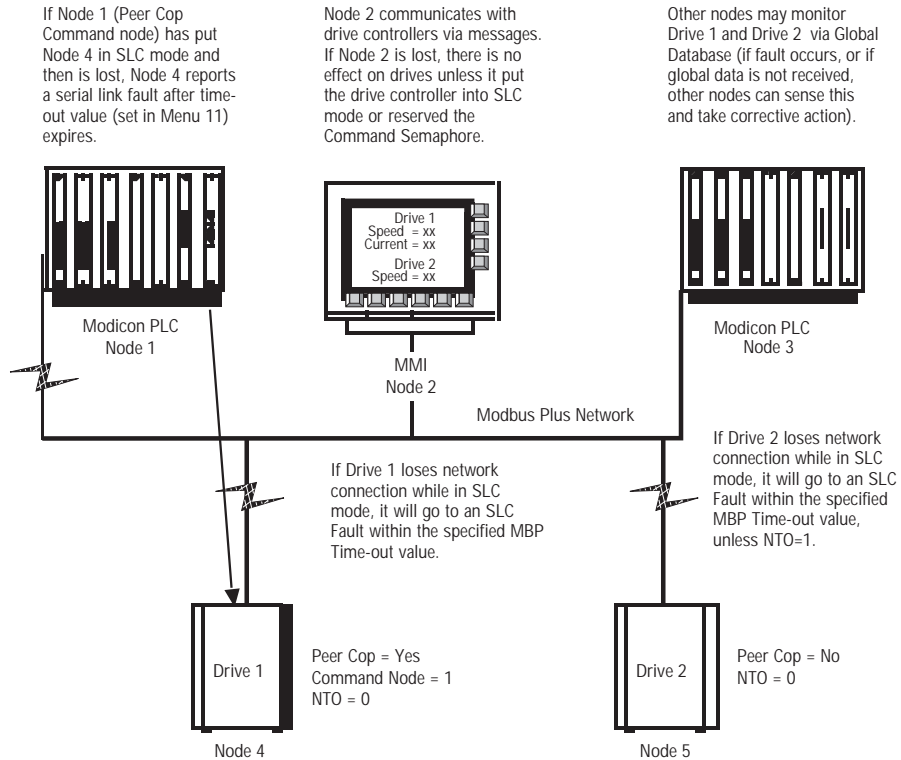 If Node 1 (Peer Cop
Command node) has put
Node 4 in SLC mode and
then is lost, Node 4 reports
a serial link fault after time-
out value (set in Menu 11)
expires.
Node 2 communicates with
drive controllers via messages.
If Node 2 is lost, there is no
effect on drives unless it put
the drive controller into SLC
mode or reserved the
Command Semaphore.
Other nodes may monitor
Drive 1 and Drive 2 via Global
Database (if fault occurs, or if
global data is not received,
other nodes can sense this
and take corrective action).
Drive 1
Speed = xx
Current = xx
Drive 2
Speed = xx
Modicon PLC
Node 1
MMI
Node 2
Modicon PLC
Node 3
Modbus Plus Network
If Drive 1 loses network
connection while in SLC
mode, it will go to an SLC
Fault within the specified MBP
Time-out value.
If Drive 2 loses network
connection while in SLC
mode, it will go to an SLC
Fault within the specified
MBP Time-out value,
unless NTO=1.
Drive 1
Peer Cop = Yes
Command Node = 1
NTO = 0
Node 4
Drive 2
Peer Cop = No
NTO = 0
Node 5